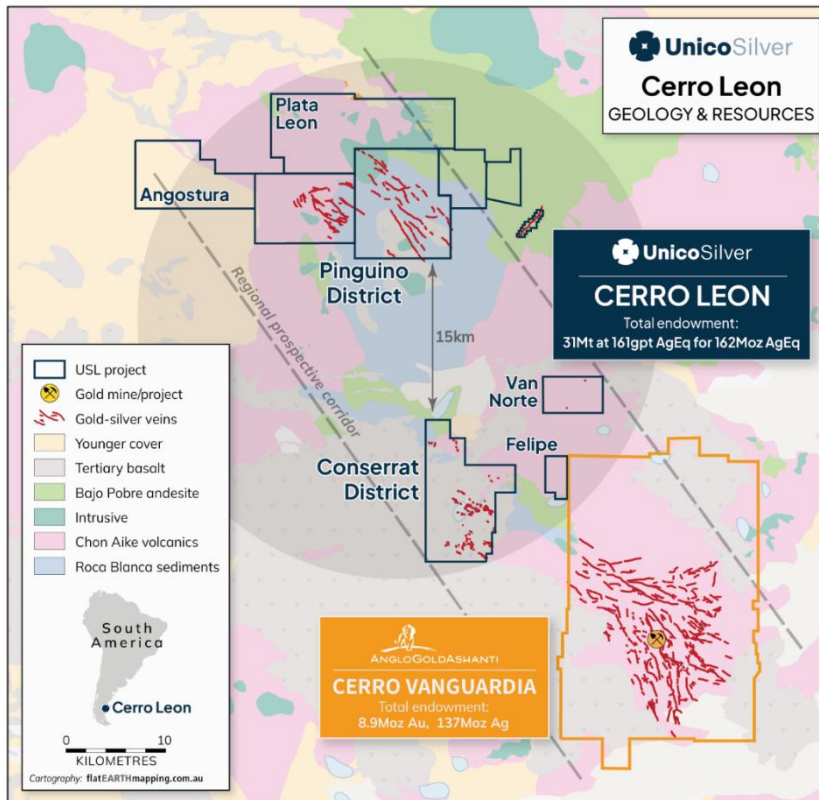 UnicoSilver
Cerro Leon
GEOLOGY & RESOURCES
Plata
Leon
Angostura
Pinguino
District
UnicoSilver
CERRO LEON
Total endowment:
31Mt at 161gpt AgEq for 162Moz AgEq
Regional prospective corridor
15km
Van
Norte
Felipe
Conserrat
District
USL project
Gold mine/project
Gold-silver veins
Younger cover
Tertiary basalt
Bajo Pobre andesite
Intrusive
Chon Aike volcanics
Roca Blanca sediments
South
America
Cerro Leon
0 10
KILOMETRES
Cartography: flatEARTHmapping.com.au
ANGLOGOLDASHANTI
CERRO VANGUARDIA
Total endowment:
8.9Moz Au, 137Moz Ag